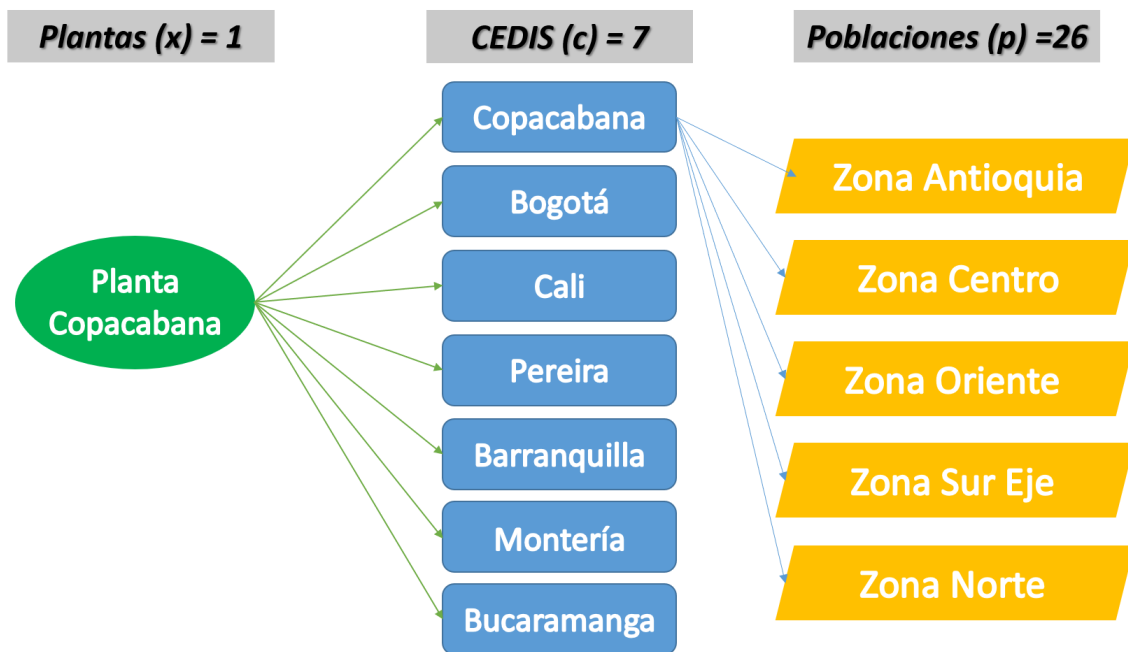 Plantas (x) = 1
CEDIS (c) = 7
Poblaciones (p) =26
Planta
Copacabana
Copacabana
Bogotá
Cali
Pereira
Barranquilla
Montería
Bucaramanga
Zona Antioquia
Zona Centro
Zona Oriente
Zona Sur Eje
Zona Norte